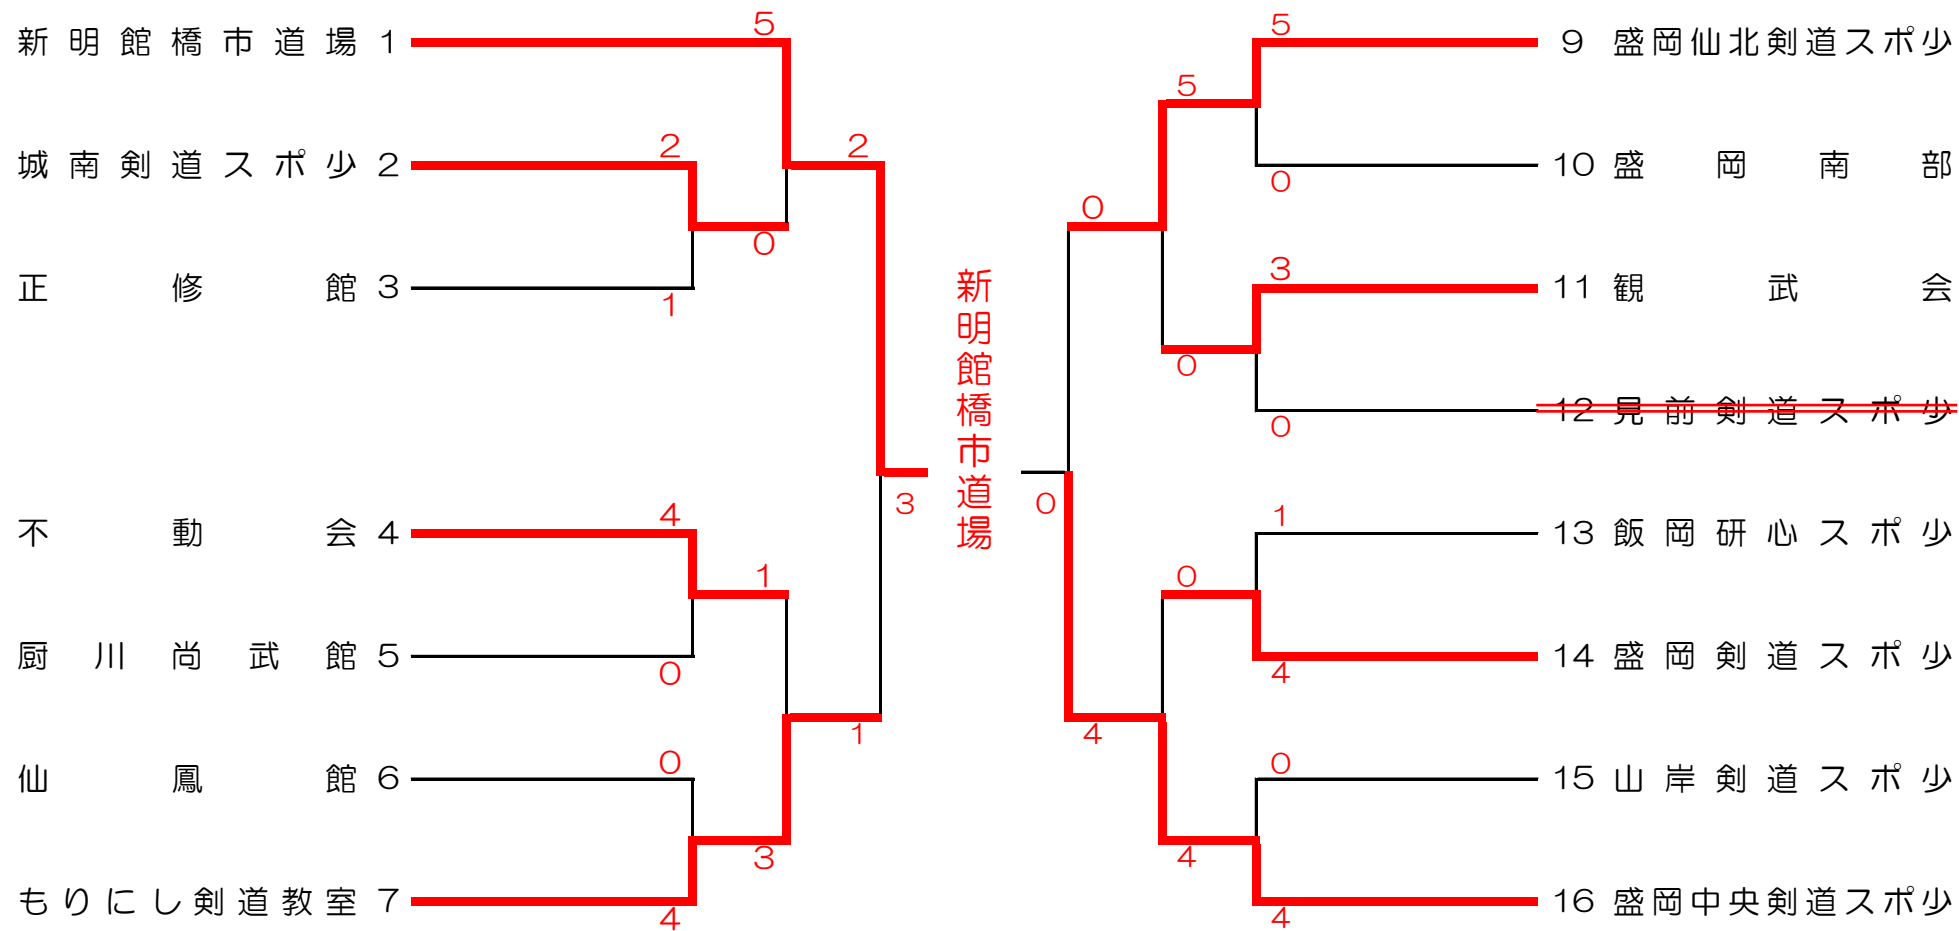 新明館橋市道場 1
城南剣道スポ少 2
正修館 3
不動会 4
厨川尚武館 5
仙鳳館 6
もりにし剣道教室 7
5
2
2
0
1
4
1
0
0
1
3
4
3
新明館橋市道場
0
5
5
0
0
3
0
0
1
0
4
4
0
4
4
9 盛岡仙北剣道スポ少
10 盛岡南部
11 観武会
12 見前剣道スポ少
13 飯岡研心スポ少
14 盛岡剣道スポ少
15 山岸剣道スポ少
16 盛岡中央剣道スポ少